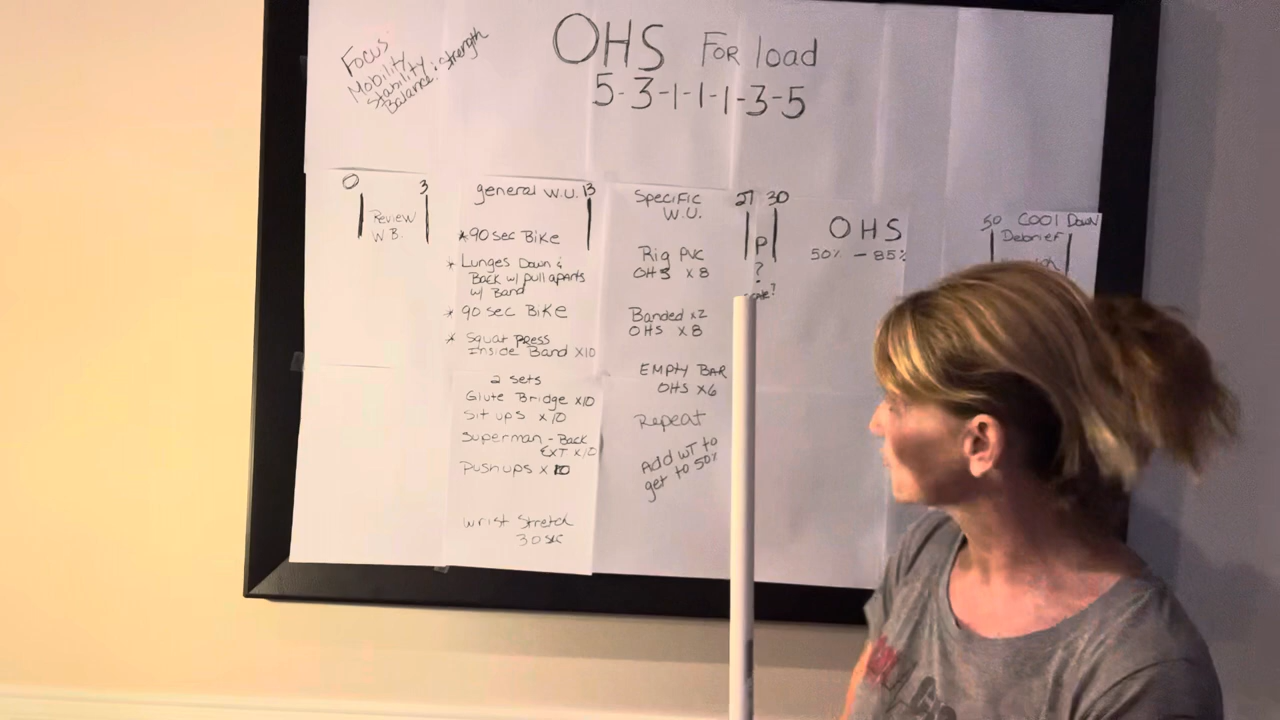 Focus
Mobility
Stability
Balance & Strength
OHS For load
5-3-1-1-1-3-5
0 3
Review
W.B.
general W.U. 13
*90 sec Bike
* Lunges Down &
Back w/ pull aparts
w/ Band
* 90 sec Bike
* Squat Press
Inside Band x10
2 sets
Glute Bridge x10
Sit ups x10
Superman - Back
Ext x10
Push ups x 10
Wrist Stretch
30 sec
Specific
W.U.
Rig PVC
OHS x8
Banded x2
OHS x8
Empty Bar
OHS x6
Repeat
Add WT to
get to 50%
27 30
P
?
OHS
50% - 85%
50 Cool Down
Debrief